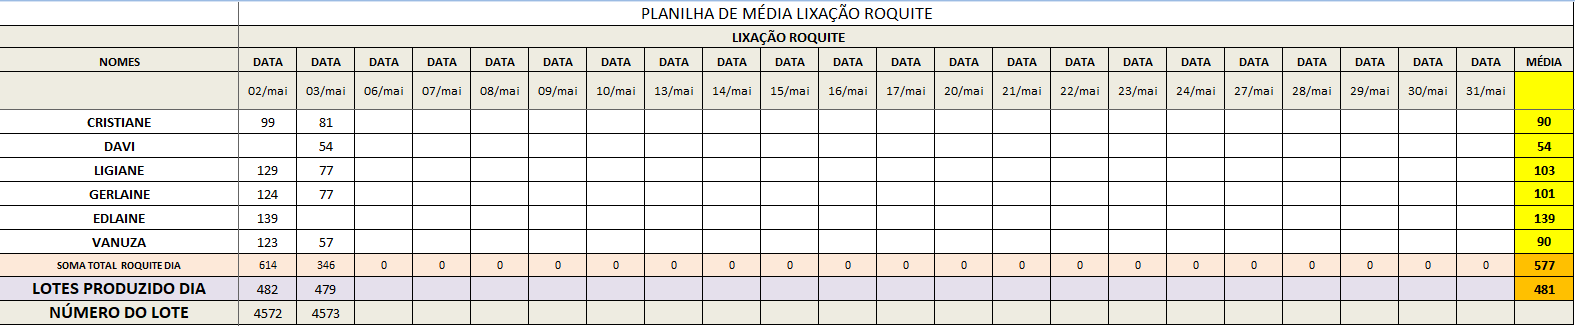 PLANILHA DE MÉDIA LIXAÇÃO ROQUITE
LIXAÇÃO ROQUITE
NOMES DATA DATA DATA DATA DATA DATA DATA DATA DATA DATA DATA DATA DATA DATA DATA DATA DATA DATA DATA DATA DATA DATA MÉDIA
02/mai 03/mai 06/mai 07/mai 08/mai 09/mai 10/mai 13/mai 14/mai 15/mai 16/mai 17/mai 20/mai 21/mai 22/mai 23/mai 24/mai 27/mai 28/mai 29/mai 30/mai 31/mai
CRISTIANE 99 81 90
DAVI 54 54
LIGIANE 129 77 103
GERLAINE 124 77 101
EDLAINE 139 139
VANUZA 123 57 90
SOMA TOTAL ROQUITE DIA 614 346 0 0 0 0 0 0 0 0 0 0 0 0 0 0 0 0 0 0 0 0 577
LOTES PRODUZIDO DIA 482 479 481
NÚMERO DO LOTE 4572 4573